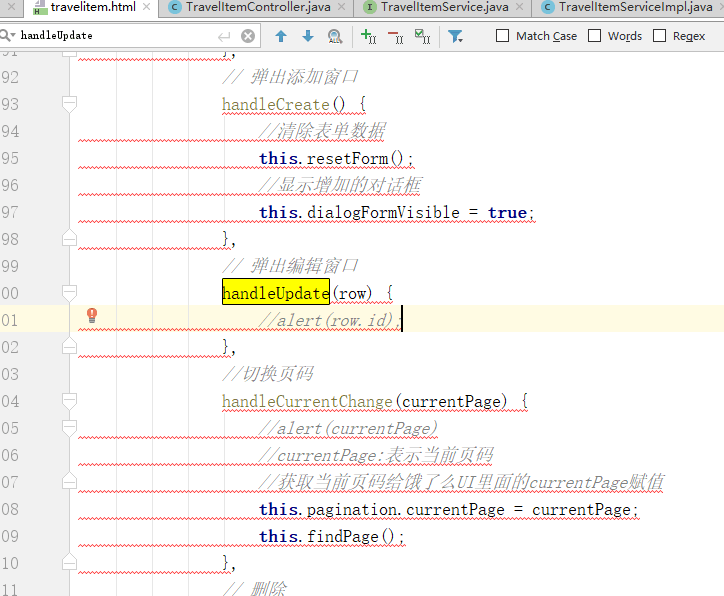 travelitem.html TravelItemController.java TravelItemService.java TravelItemServiceImpl.java
handleUpdate Match Case Words Regex
91 },
92 // 弹出添加窗口
93 handleCreate() {
94 //清除表单数据
95 this.resetForm();
96 //显示增加的对话框
97 this.dialogFormVisible = true;
98 },
99 // 弹出编辑窗口
00 handleUpdate(row) {
01 //alert(row.id);
02 },
03 //切换页码
04 handleCurrentChange(currentPage) {
05 //alert(currentPage)
06 //currentPage:表示当前页码
07 //获取当前页码给饿了么UI里面的currentPage赋值
08 this.pagination.currentPage = currentPage;
09 this.findPage();
10 },
11 // 删除